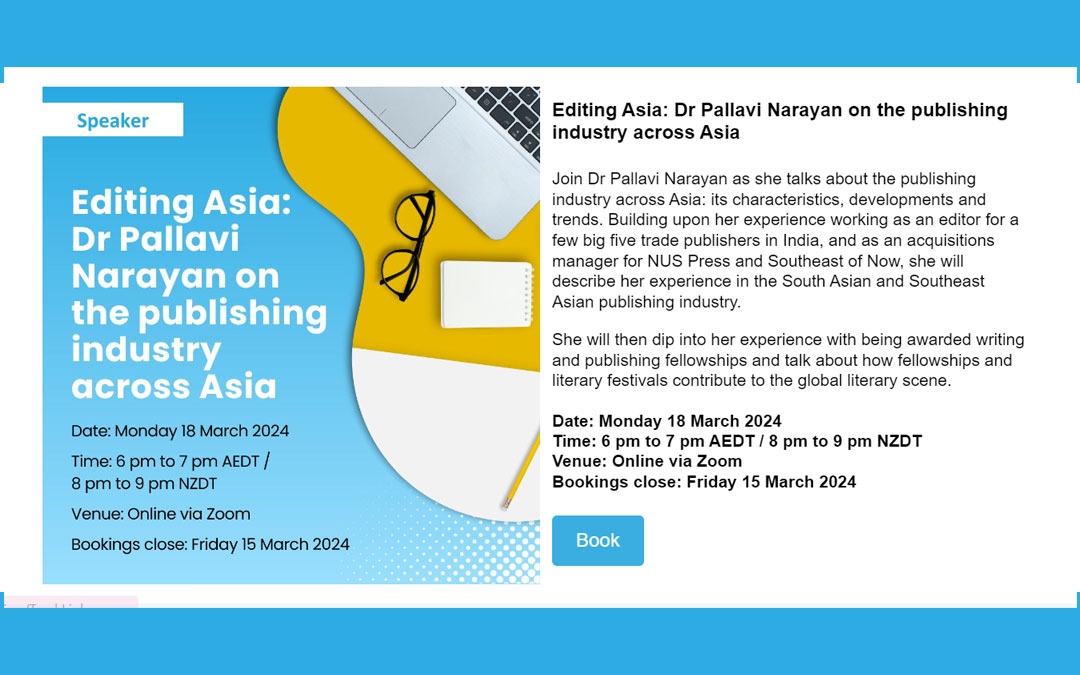 Speaker
Editing Asia:
Dr Pallavi
Narayan on
the publishing
industry
across Asia
Date: Monday 18 March 2024
Time: 6 pm to 7 pm AEDT /
8 pm to 9 pm NZDT
Venue: Online via Zoom
Bookings close: Friday 15 March 2024
Editing Asia: Dr Pallavi Narayan on the publishing
industry across Asia
Join Dr Pallavi Narayan as she talks about the publishing
industry across Asia: its characteristics, developments and
trends. Building upon her experience working as an editor for a
few big five trade publishers in India, and as an acquisitions
manager for NUS Press and Southeast of Now, she will
describe her experience in the South Asian and Southeast
Asian publishing industry.
She will then dip into her experience with being awarded writing
and publishing fellowships and talk about how fellowships and
literary festivals contribute to the global literary scene.
Date: Monday 18 March 2024
Time: 6 pm to 7 pm AEDT / 8 pm to 9 pm NZDT
Venue: Online via Zoom
Bookings close: Friday 15 March 2024
Book